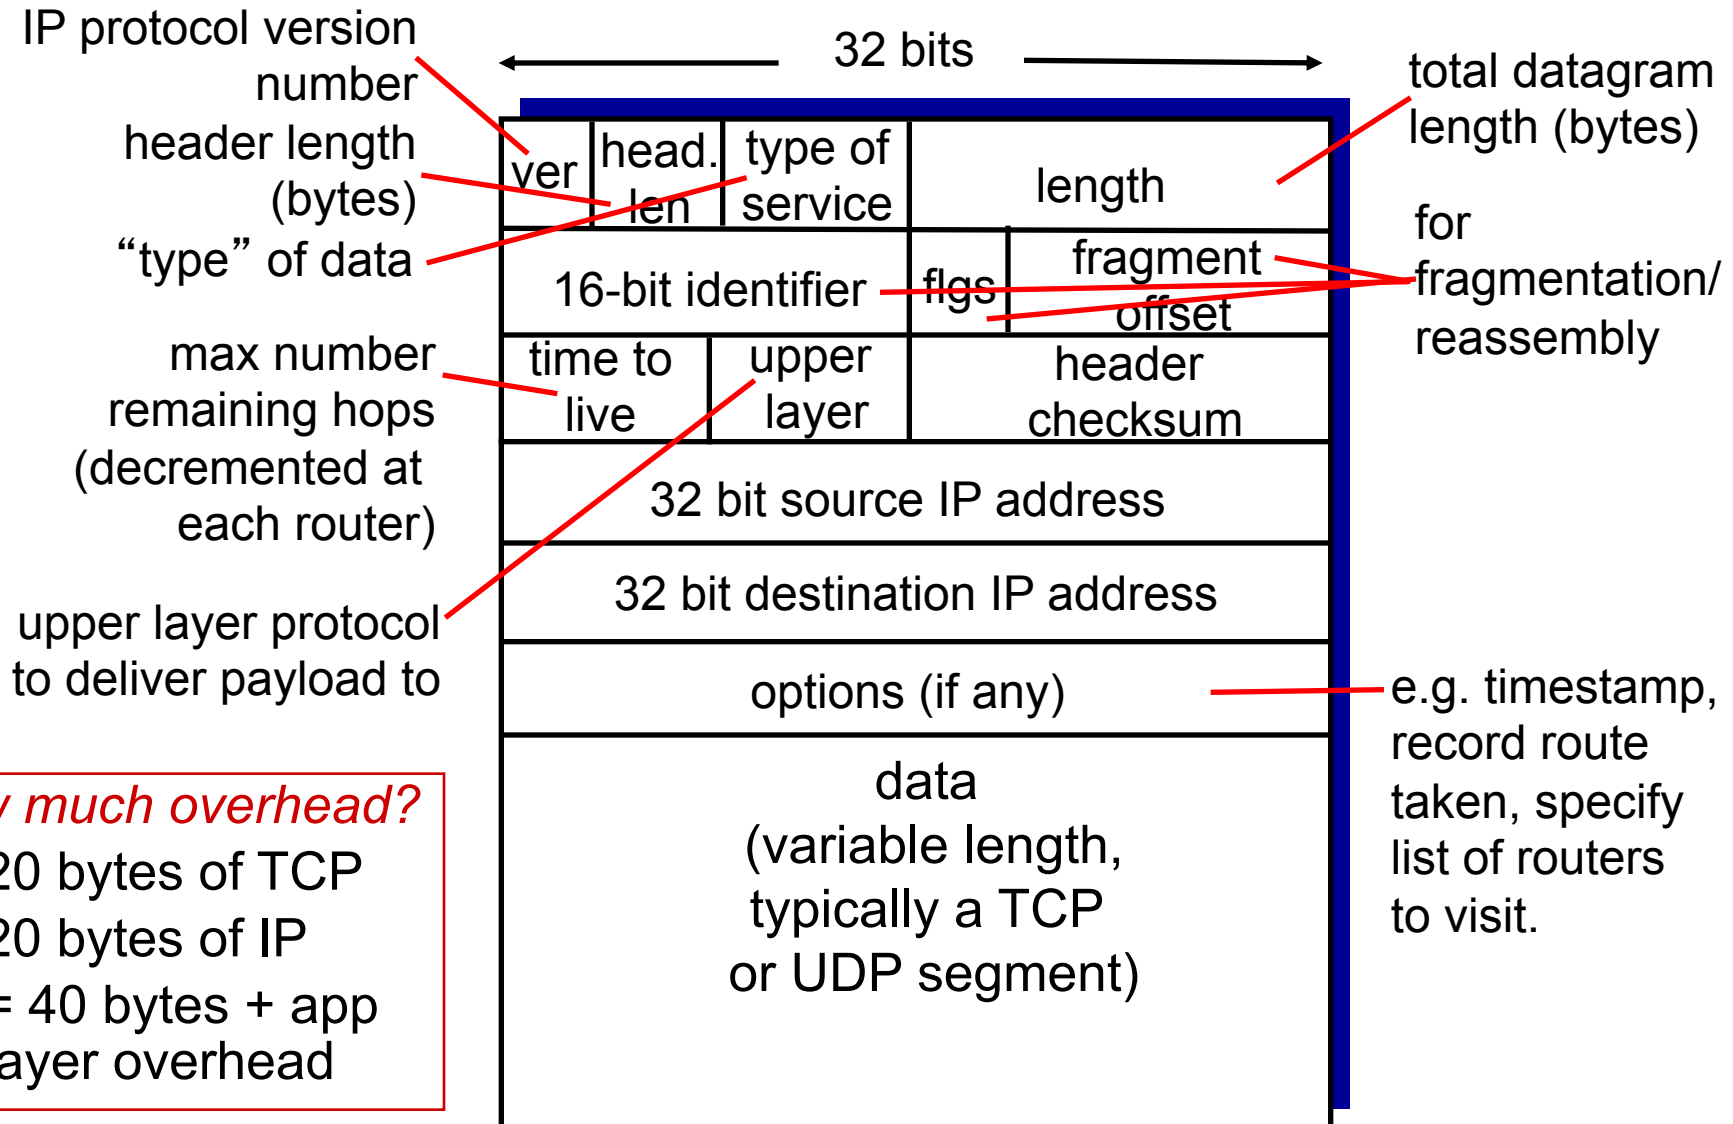 IP protocol version
number
header length
(bytes)
“type” of data
max number
remaining hops
(decremented at
each router)
upper layer protocol
to deliver payload to
much overhead?
20 bytes of TCP
20 bytes of IP
= 40 bytes + app
overhead
32 bits
ver
head.
len
type of
service
length
16-bit identifier
flgs
fragment
offset
time to
live
upper
layer
header
checksum
32 bit source IP address
32 bit destination IP address
options (if any)
data
(variable length,
typically a TCP
or UDP segment)
total datagram
length (bytes)
for
fragmentation/
reassembly
e.g. timestamp,
record route
taken, specify
list of routers
to visit.